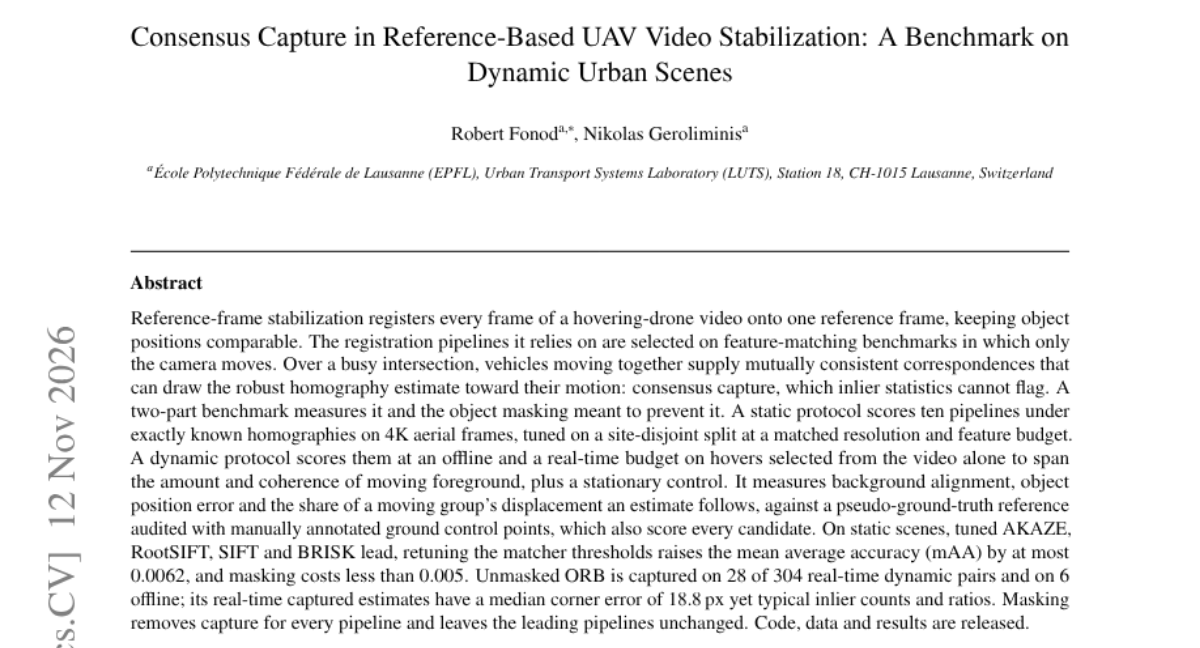 Consensus Capture in Reference-Based UAV Video Stabilization: A Benchmark on
Dynamic Urban Scenes
Robert Fonod^a,*, Nikolas Geroliminis^a
^a École Polytechnique Fédérale de Lausanne (EPFL), Urban Transport Systems Laboratory (LUTS), Station 18, CH-1015 Lausanne, Switzerland
Abstract
Reference-frame stabilization registers every frame of a hovering-drone video onto one reference frame, keeping object
positions comparable. The registration pipelines it relies on are selected on feature-matching benchmarks in which only
the camera moves. Over a busy intersection, vehicles moving together supply mutually consistent correspondences that
can draw the robust homography estimate toward their motion: consensus capture, which inlier statistics cannot flag. A
two-part benchmark measures it and the object masking meant to prevent it. A static protocol scores ten pipelines under
exactly known homographies on 4K aerial frames, tuned on a site-disjoint split at a matched resolution and feature budget.
A dynamic protocol scores them at an offline and a real-time budget on hovers selected from the video alone to span
the amount and coherence of moving foreground, plus a stationary control. It measures background alignment, object
position error and the share of a moving group's displacement an estimate follows, against a pseudo-ground-truth reference
audited with manually annotated ground control points, which also score every candidate. On static scenes, tuned AKAZE,
RootSIFT, SIFT and BRISK lead, retuning the matcher thresholds raises the mean average accuracy (mAA) by at most
0.0062, and masking costs less than 0.005. Unmasked ORB is captured on 28 of 304 real-time dynamic pairs and on 6
offline; its real-time captured estimates have a median corner error of 18.8 px yet typical inlier counts and ratios. Masking
removes capture for every pipeline and leaves the leading pipelines unchanged. Code, data and results are released.
cs.CV] 12 Nov 2026